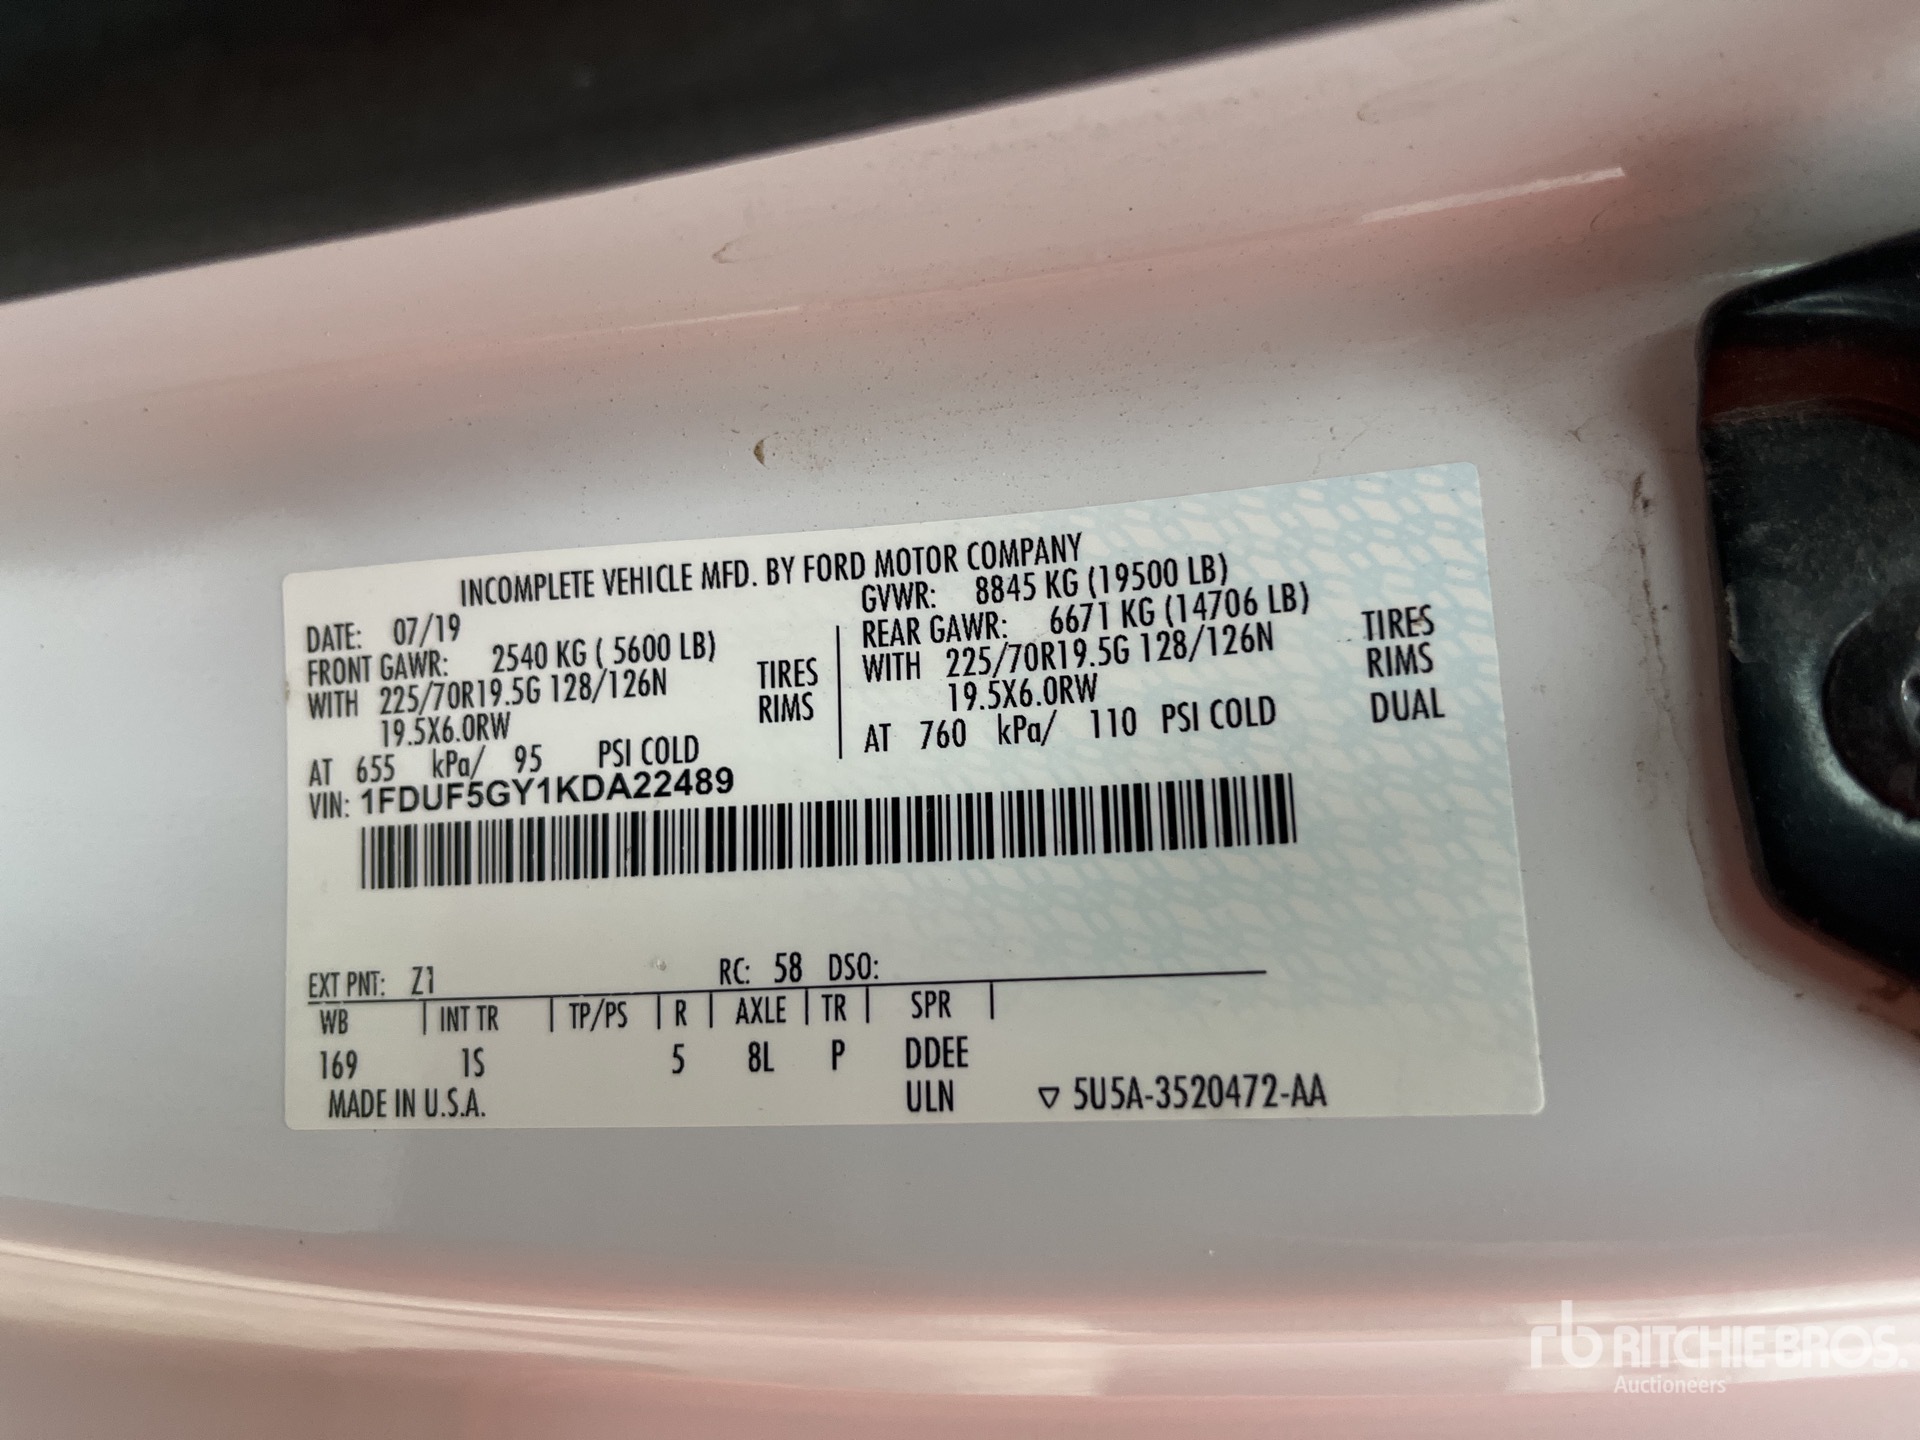 INCOMPLETE VEHICLE MFD. BY FORD MOTOR COMPANY
DATE: 07/19
GVWR: 8845 KG (19500 LB)
FRONT GAWR: 2540 KG ( 5600 LB)
WITH 225/70R19.5G 128/126N TIRES
19.5X6.0RW RIMS
AT 655 kPa/ 95 PSI COLD
REAR GAWR: 6671 KG (14706 LB)
WITH 225/70R19.5G 128/126N TIRES
19.5X6.0RW RIMS
AT 760 kPa/ 110 PSI COLD DUAL
VIN: 1FDUF5GY1KDA22489
EXT PNT: Z1 RC: 58 DSO:
WB INT TR TP/PS R AXLE TR SPR
169 1S 5 8L P DDEE
MADE IN U.S.A. ULN ▽ 5U5A-3520472-AA
rb RITCHIE BROS.
Auctioneers